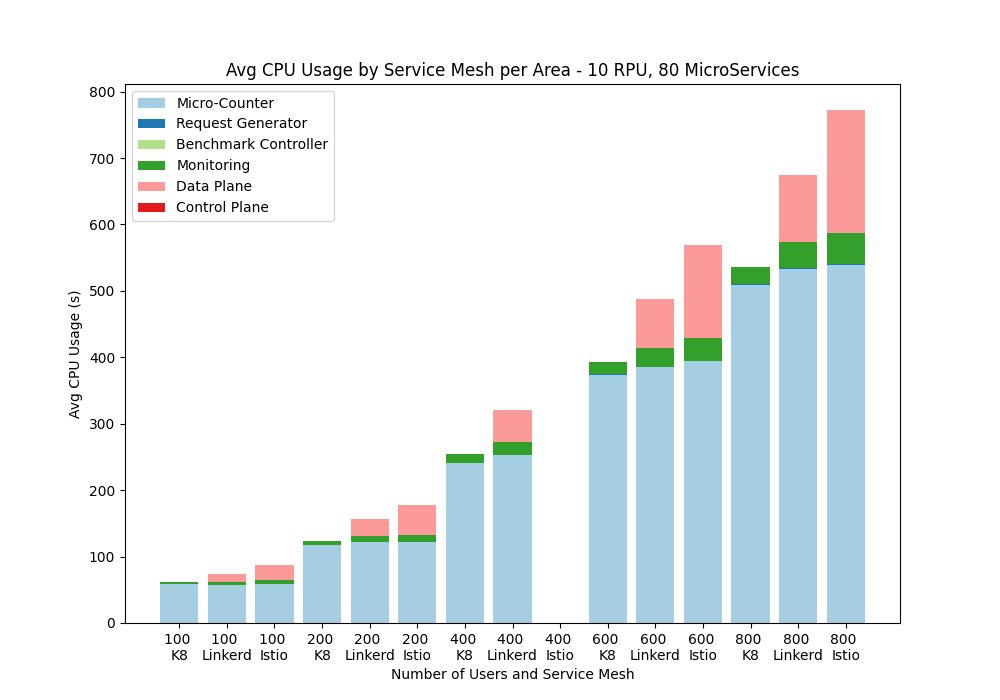 Avg CPU Usage by Service Mesh per Area - 10 RPU, 80 MicroServices
Micro-Counter
Request Generator
Benchmark Controller
Monitoring
Data Plane
Control Plane
Avg CPU Usage (s)
800
700
600
500
400
300
200
100
0
100 100 100 200 200 200 400 400 400 600 600 600 800 800 800
K8 Linkerd Istio K8 Linkerd Istio K8 Linkerd Istio K8 Linkerd Istio K8 Linkerd Istio
Number of Users and Service Mesh